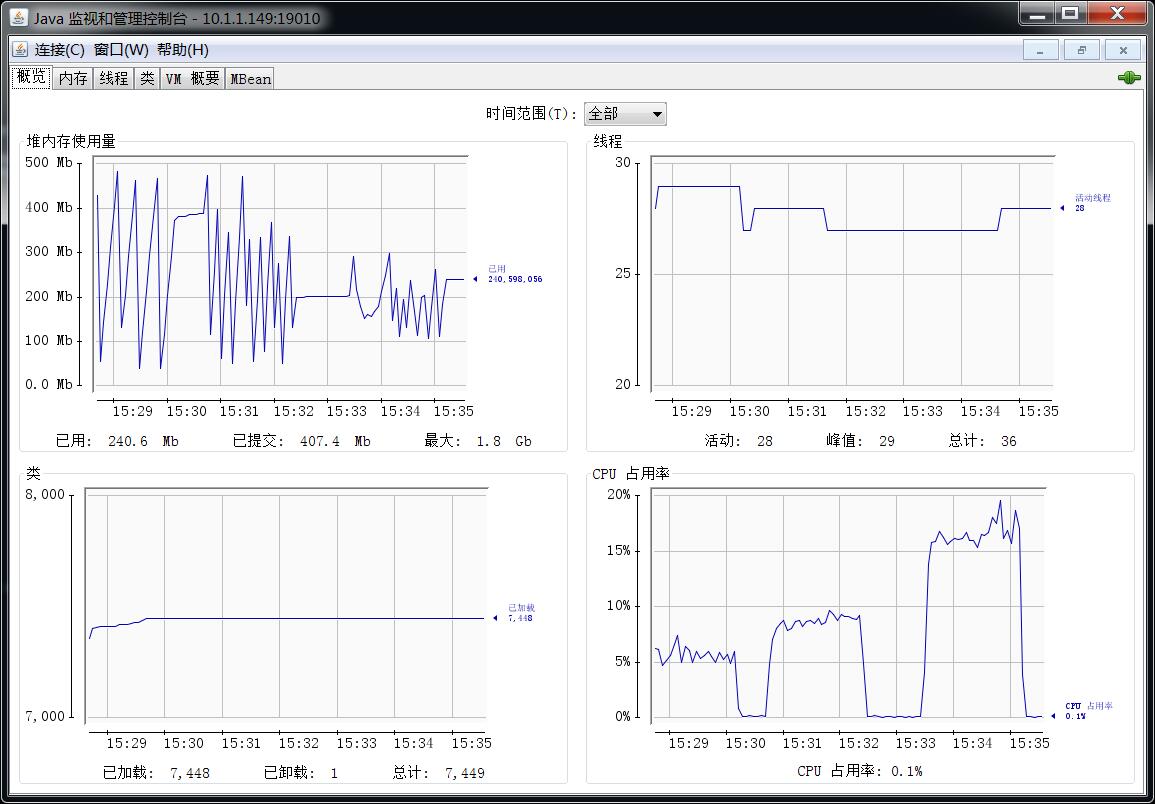 Java 监视和管理控制台 - 10.1.1.149:19010
连接(C) 窗口(W) 帮助(H)
概览 内存 线程 类 VM 概要 MBean
时间范围(T): 全部
堆内存使用量
500 Mb
400 Mb
300 Mb
200 Mb
100 Mb
0.0 Mb
已用
240,598,056
15:29 15:30 15:31 15:32 15:33 15:34 15:35
已用: 240.6 Mb 已提交: 407.4 Mb 最大: 1.8 Gb
线程
30
25
20
活动线程
28
15:29 15:30 15:31 15:32 15:33 15:34 15:35
活动: 28 峰值: 29 总计: 36
类
8,000
7,000
已加载
7,448
15:29 15:30 15:31 15:32 15:33 15:34 15:35
已加载: 7,448 已卸载: 1 总计: 7,449
CPU 占用率
20%
15%
10%
5%
0%
CPU 占用率
0.1%
15:29 15:30 15:31 15:32 15:33 15:34 15:35
CPU 占用率: 0.1%